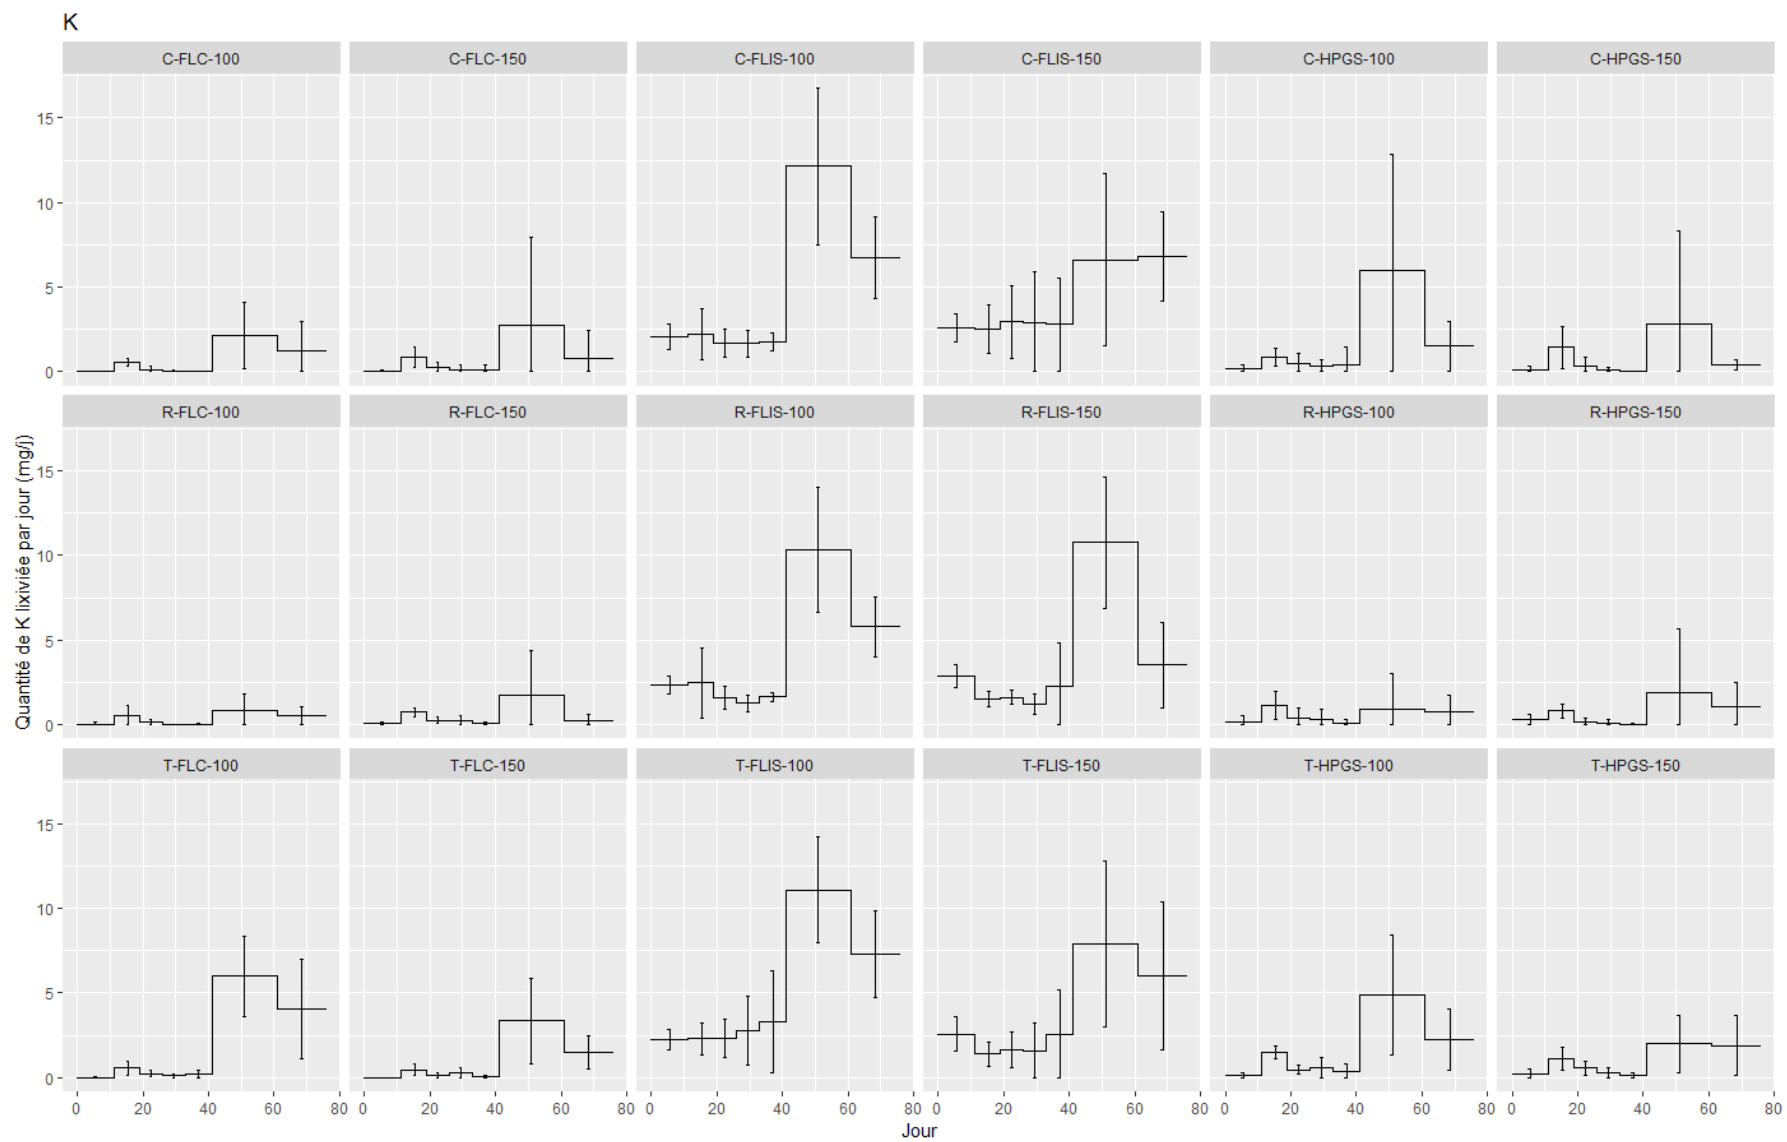 K
C-FLC-100 C-FLC-150 C-FLIS-100 C-FLIS-150 C-HPGS-100 C-HPGS-150
15
10
5
0
R-FLC-100 R-FLC-150 R-FLIS-100 R-FLIS-150 R-HPGS-100 R-HPGS-150
15
10
5
0
Quantité de K lixiviée par jour (mg/j)
T-FLC-100 T-FLC-150 T-FLIS-100 T-FLIS-150 T-HPGS-100 T-HPGS-150
15
10
5
0
0 20 40 60 80 0 20 40 60 80 0 20 40 60 80 0 20 40 60 80 0 20 40 60 80 0 20 40 60 80
Jour